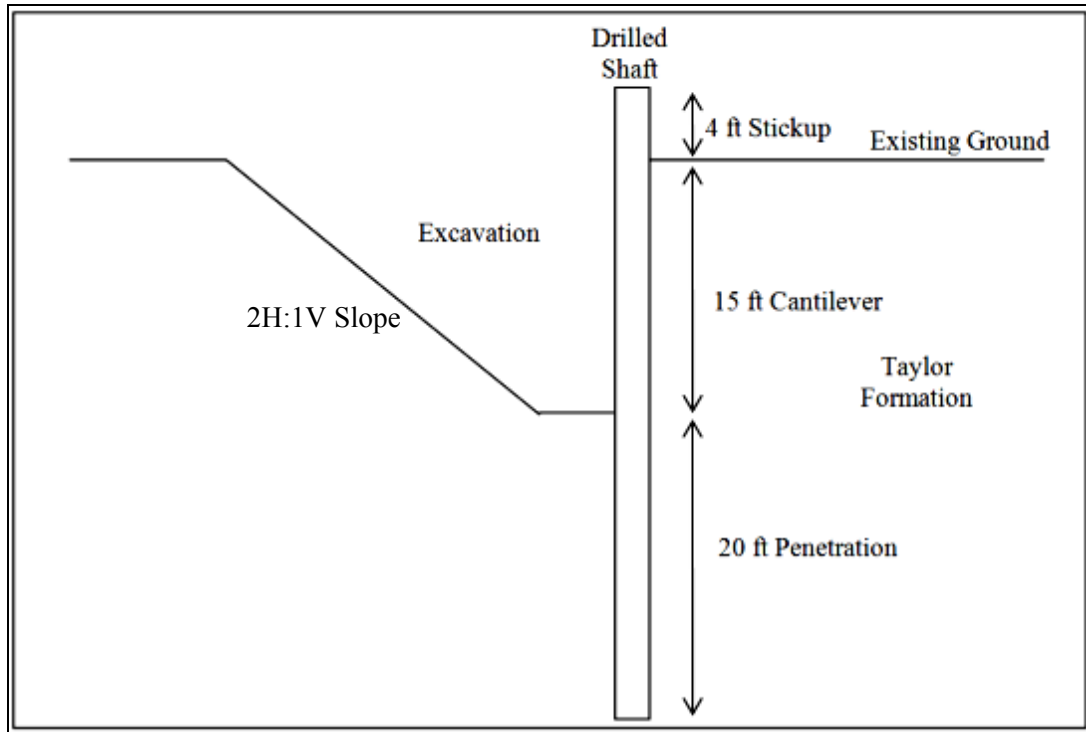 Drilled
Shaft
4 ft Stickup
Existing Ground
Excavation
2H:1V Slope
15 ft Cantilever
Taylor
Formation
20 ft Penetration